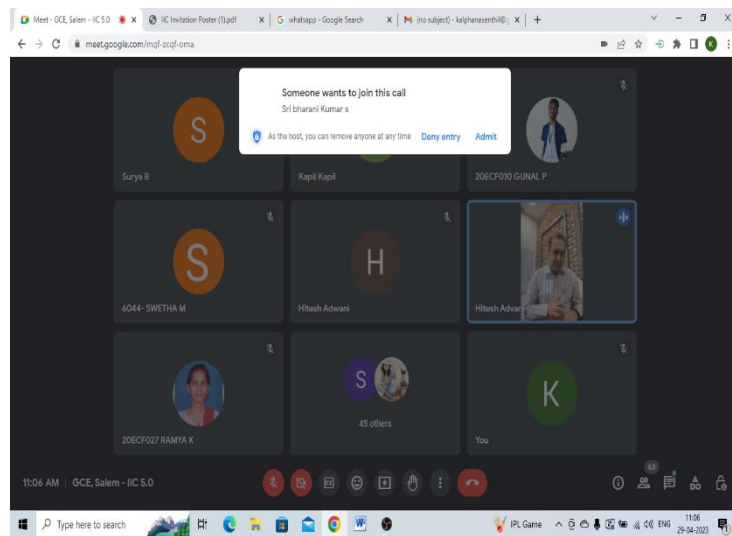 Meet - GCE, Salem - IIC 5.0
IIC Invitation Poster (1).pdf
G whatsapp - Google Search
(no subject) - kalphanasenthil@
meet.google.com/mqf-zcqf-oma
K
Someone wants to join this call
Sri bharani Kumar s
As the host, you can remove anyone at any time Deny entry Admit
S
Surya B
Kapil Kapil
20ECF010 GUNAL P
S
6044- SWETHA M
H
Hitesh Adwani
Hitesh Advan
20ECF027 RAMYA K
S
45 others
K
You
11:06 AM | GCE, Salem - IIC 5.0
53
Type here to search
W
IPL Game
ENG
11:06
29-04-2023